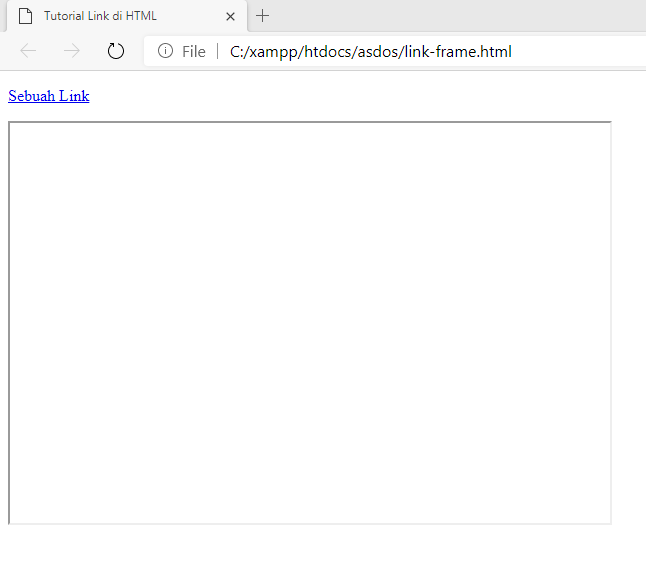 Tutorial Link di HTML
File C:/xampp/htdocs/asdos/link-frame.html
Sebuah Link